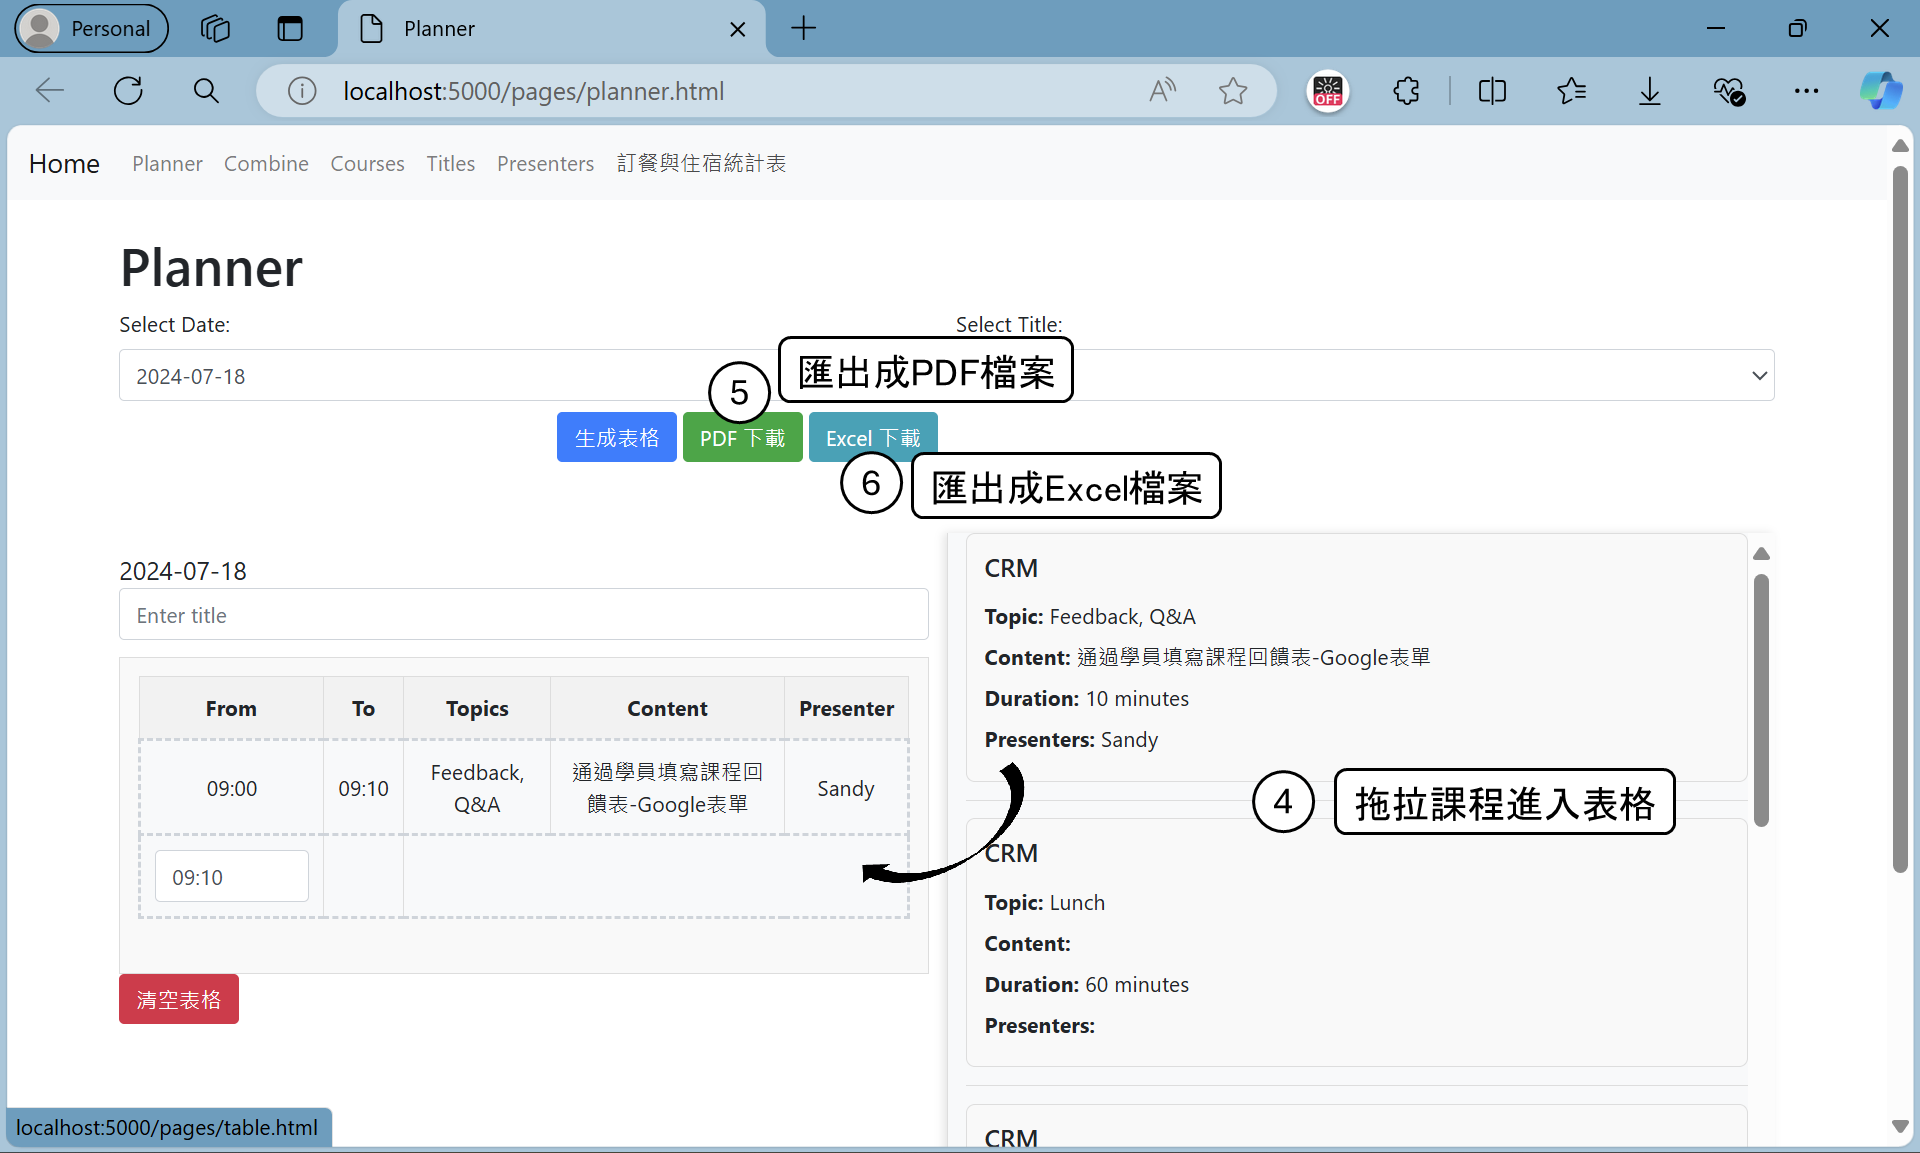 Personal
Planner
localhost:5000/pages/planner.html
OFF
Home Planner Combine Courses Titles Presenters 訂餐與住宿統計表
Planner
Select Date:
Select Title:
2024-07-18
5
匯出成PDF檔案
生成表格 PDF 下載 Excel 下載
6
匯出成Excel檔案
2024-07-18
Enter title
From To Topics Content Presenter
09:00 09:10 Feedback, Q&A 通過學員填寫課程回饋表-Google表單 Sandy
09:10
清空表格
CRM
Topic: Feedback, Q&A
Content: 通過學員填寫課程回饋表-Google表單
Duration: 10 minutes
Presenters: Sandy
4
拖拉課程進入表格
CRM
Topic: Lunch
Content:
Duration: 60 minutes
Presenters:
CRM
localhost:5000/pages/table.html